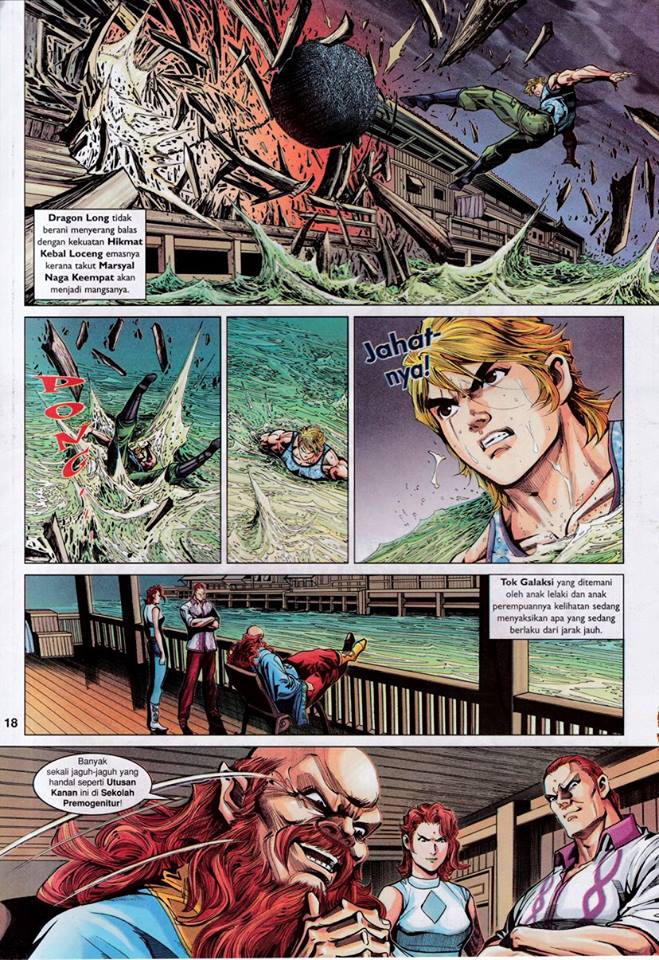 Dragon Long tidak
berani menyerang balas
dengan kekuatan Hikmat
Kebal Loceng emasnya
kerana takut Marsyal
Naga Keempat akan
menjadi mangsanya.
PONG
Jahat-
nya!
Tok Galaksi yang ditemani
oleh anak lelaki dan anak
perempuannya kelihatan sedang
menyaksikan apa yang sedang
berlaku dari jarak jauh.
18
Banyak
sekali jaguh-jaguh yang
handal seperti Utusan
Kanan ini di Sekolah
Premogenitur!